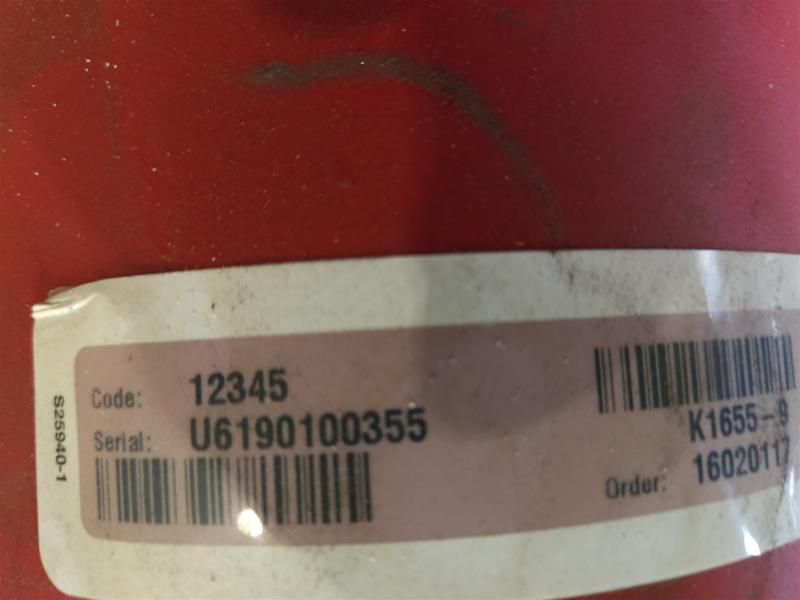 S25940-1
Code: 12345
Serial: U6190100355
K1655-9
Order: 16020117